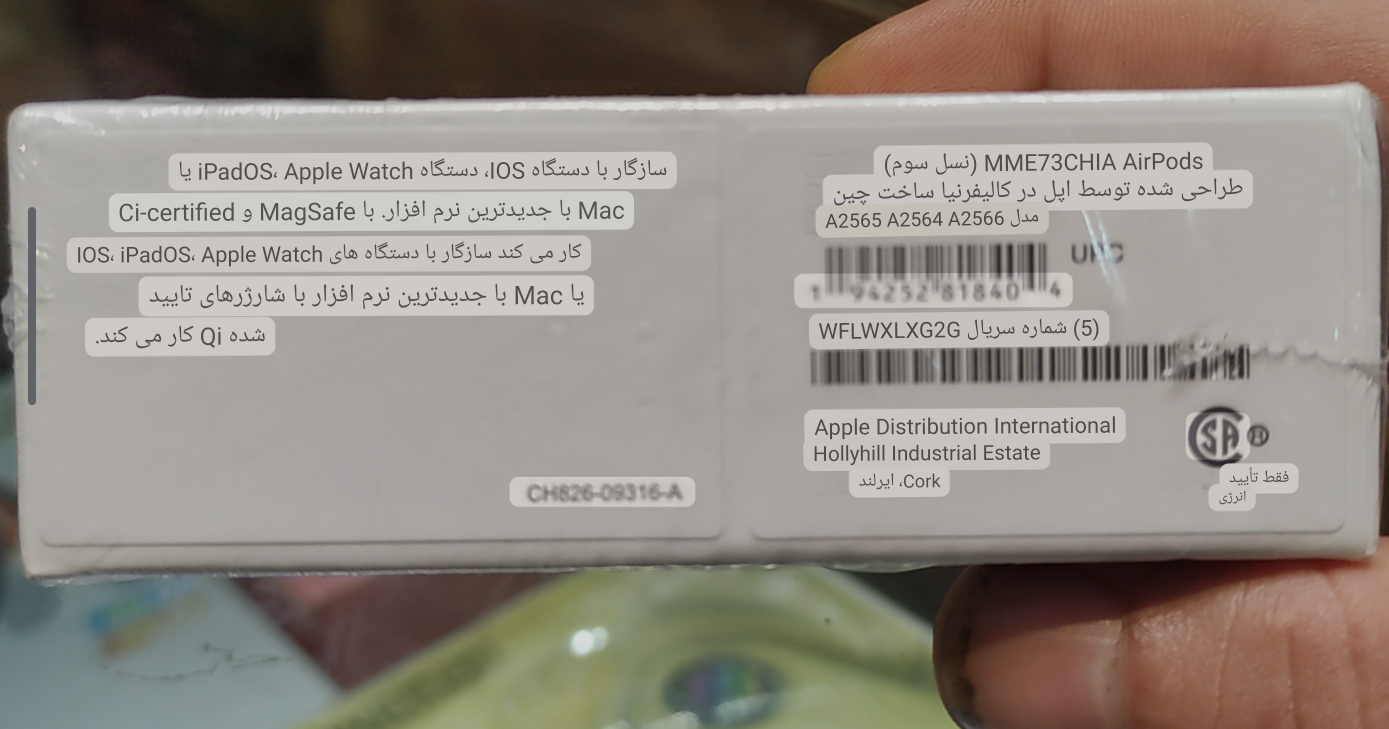 سازگار با دستگاه IOS، دستگاه iPadOS، Apple Watch یا
Mac با جدیدترین نرم افزار. با MagSafe و Ci-certified
کار می کند سازگار با دستگاه های IOS، iPadOS، Apple Watch
یا Mac با جدیدترین نرم افزار با شارژرهای تایید
شده Qi کار می کند.
CH826-09316-A
MME73CHIA AirPods (نسل سوم)
طراحی شده توسط اپل در کالیفرنیا ساخت چین
مدل A2565 A2564 A2566
UPC
1 94252 81840 4
(5) شماره سریال WFLWXLXG2G
Apple Distribution International
Hollyhill Industrial Estate
Cork، ایرلند
SA ®
فقط تأیید
انرژی